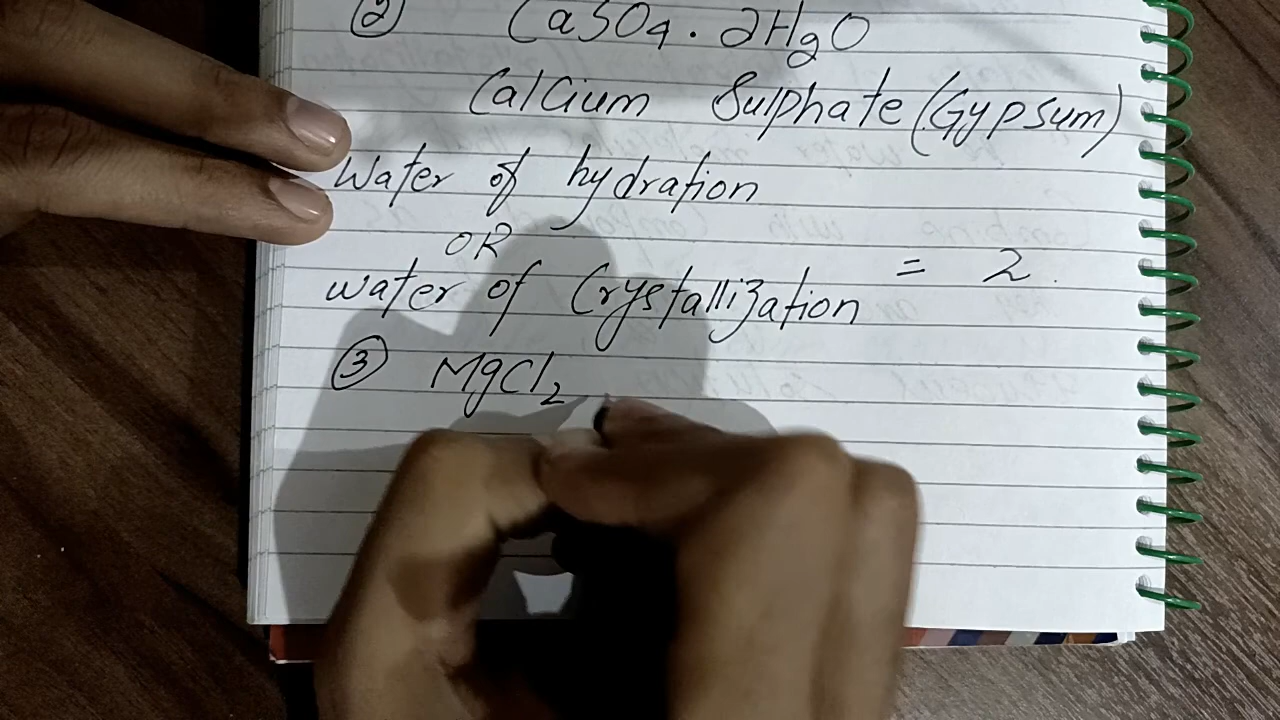 ② CaSO4 . 2H2O
Calcium Sulphate (Gypsum)
Water of hydration
OR
= 2.
Water of Crystallization
③ MgCl2